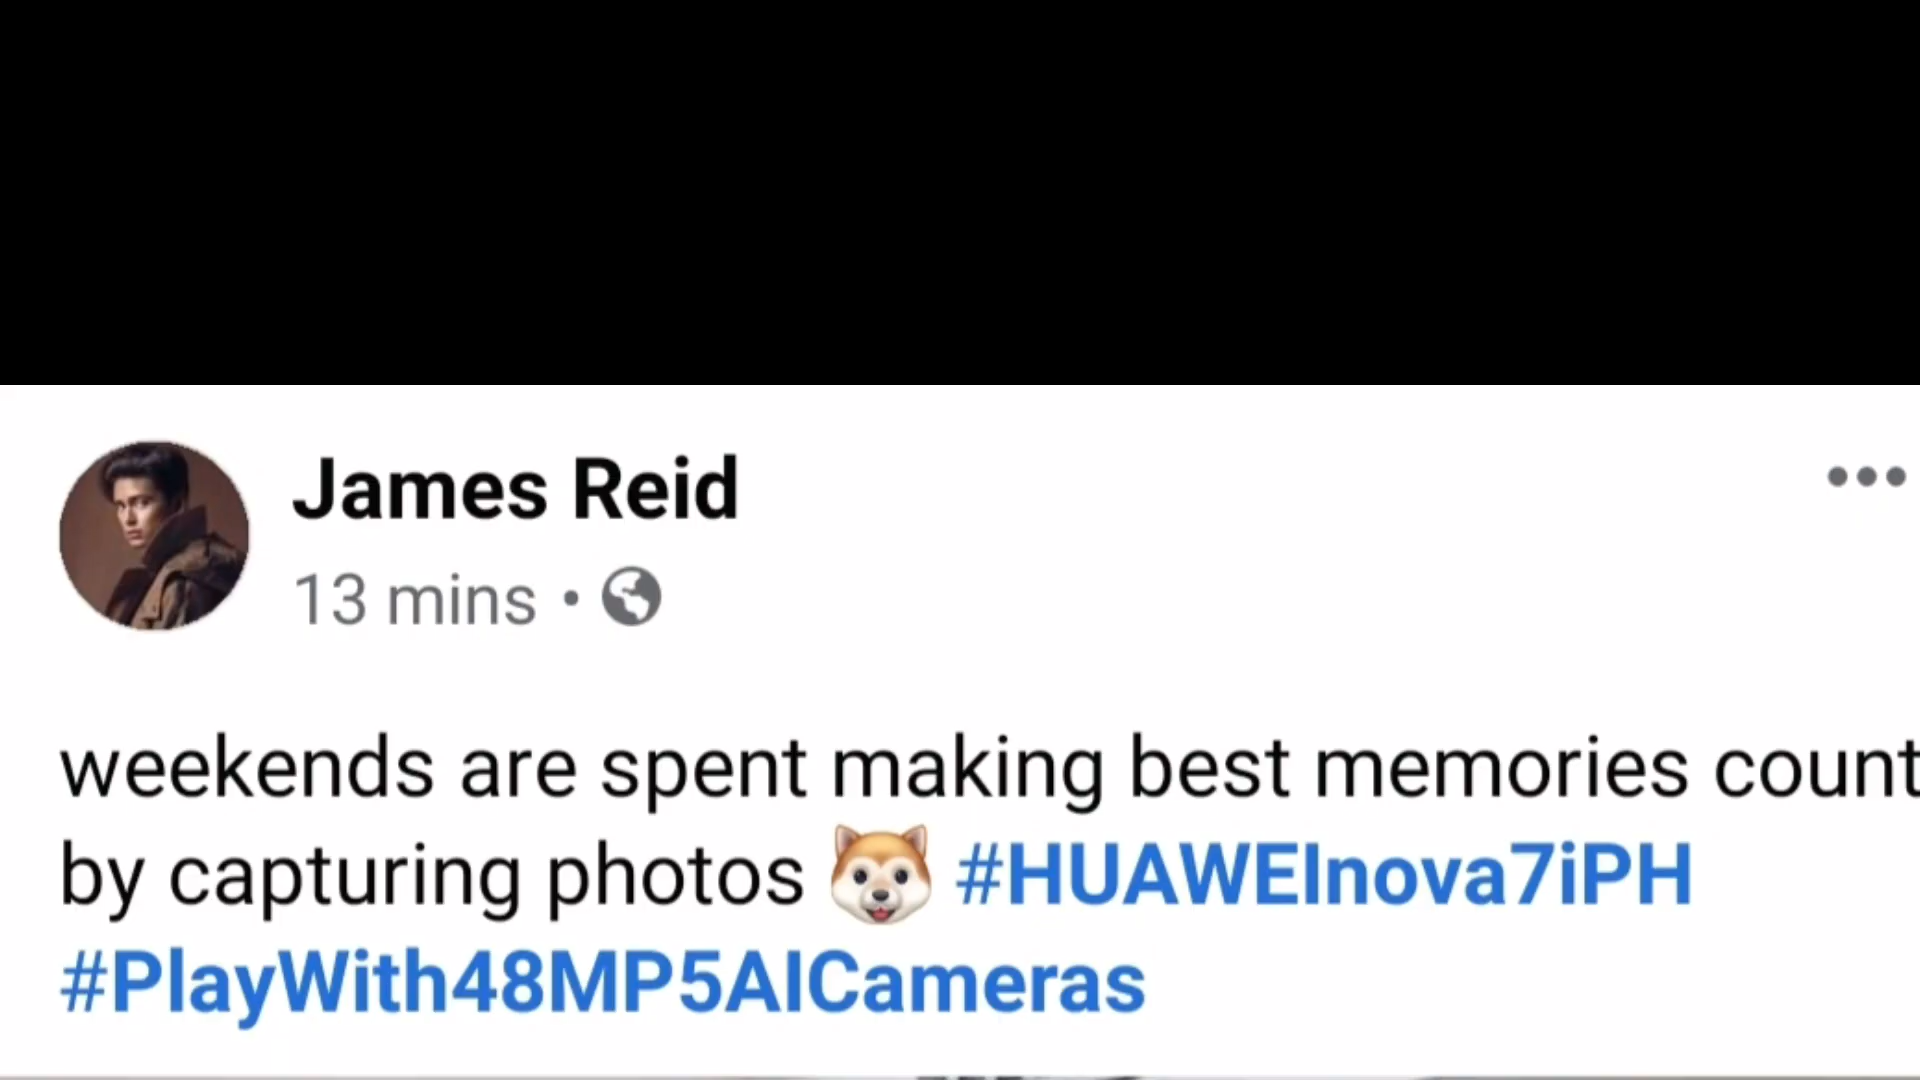 James Reid
13 mins •
weekends are spent making best memories count
by capturing photos 🐶 #HUAWEInova7iPH
#PlayWith48MP5AICameras